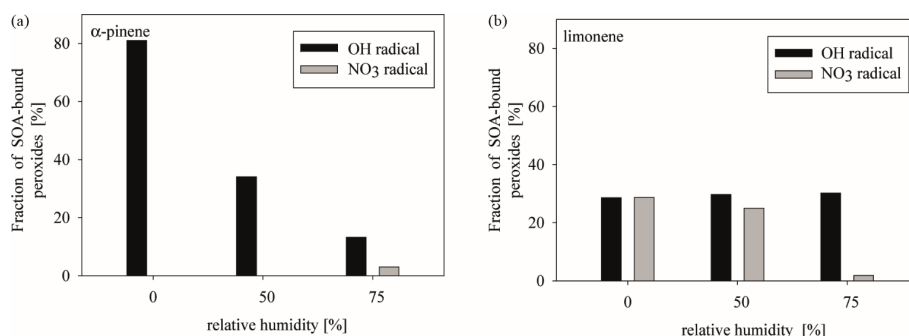 (a)
α-pinene
OH radical
NO3 radical
Fraction of SOA-bound
peroxides [%]
80
60
40
20
0
0 50 75
relative humidity [%]
(b)
limonene
OH radical
NO3 radical
Fraction of SOA-bound
peroxides [%]
80
60
40
20
0
0 50 75
relative humidity [%]